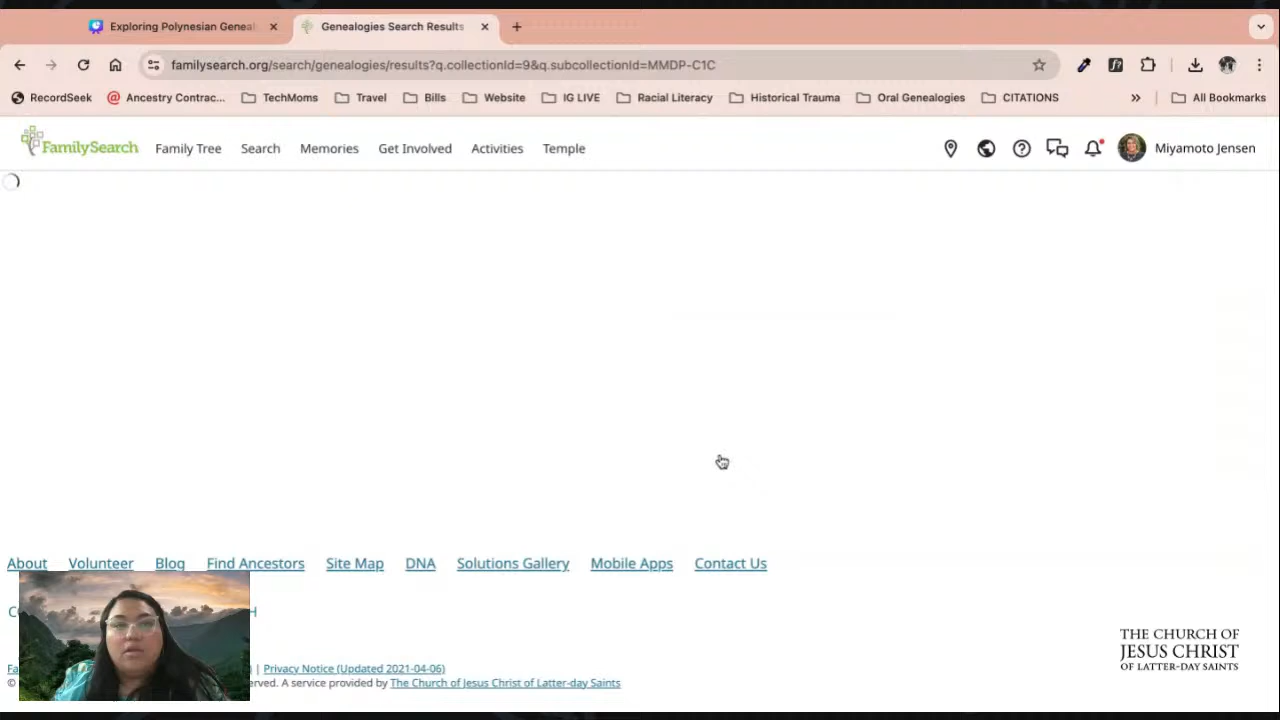 Exploring Polynesian Geneal
Genealogies Search Results
familysearch.org/search/genealogies/results?q.collectionId=9&q.subcollectionId=MMDP-C1C
RecordSeek
Ancestry Contrac...
TechMoms
Travel
Bills
Website
IG LIVE
Racial Literacy
Historical Trauma
Oral Genealogies
CITATIONS
»
All Bookmarks
FamilySearch
Family Tree
Search
Memories
Get Involved
Activities
Temple
Miyamoto Jensen
About
Volunteer
Blog
Find Ancestors
Site Map
DNA
Solutions Gallery
Mobile Apps
Contact Us
THE CHURCH OF
JESUS CHRIST
OF LATTER-DAY SAINTS
Fa
| Privacy Notice (Updated 2021-04-06)
© erved. A service provided by The Church of Jesus Christ of Latter-day Saints